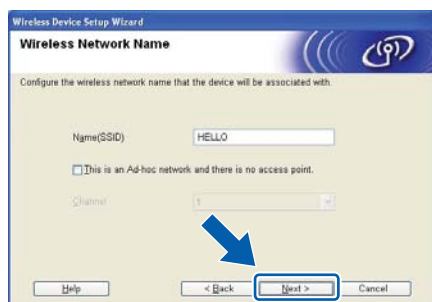 Wireless Device Setup Wizard
Wireless Network Name
Configure the wireless network name that the device will be associated with.
Name(SSID)
HELLO
This is an Ad-hoc network and there is no access point.
Channel
1
Help
< Back
Next >
Cancel